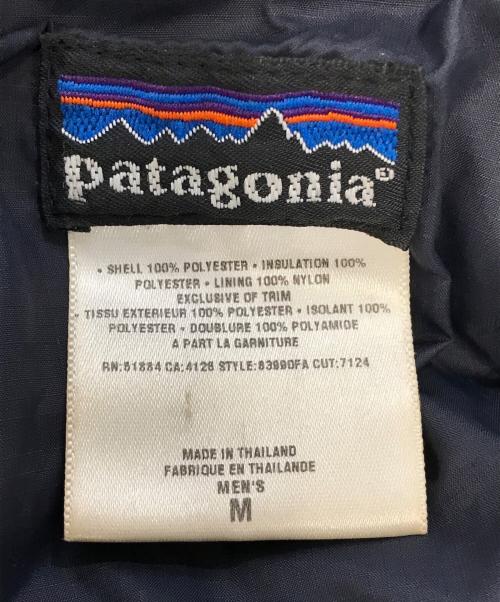 patagonia®
• SHELL 100% POLYESTER • INSULATION 100%
POLYESTER • LINING 100% NYLON
EXCLUSIVE OF TRIM
• TISSU EXTERIEUR 100% POLYESTER • ISOLANT 100%
POLYESTER • DOUBLURE 100% POLYAMIDE
A PART LA GARNITURE
RN:51884 CA:4128 STYLE:83990FA CUT:7124
MADE IN THAILAND
FABRIQUE EN THAILANDE
MEN'S
M